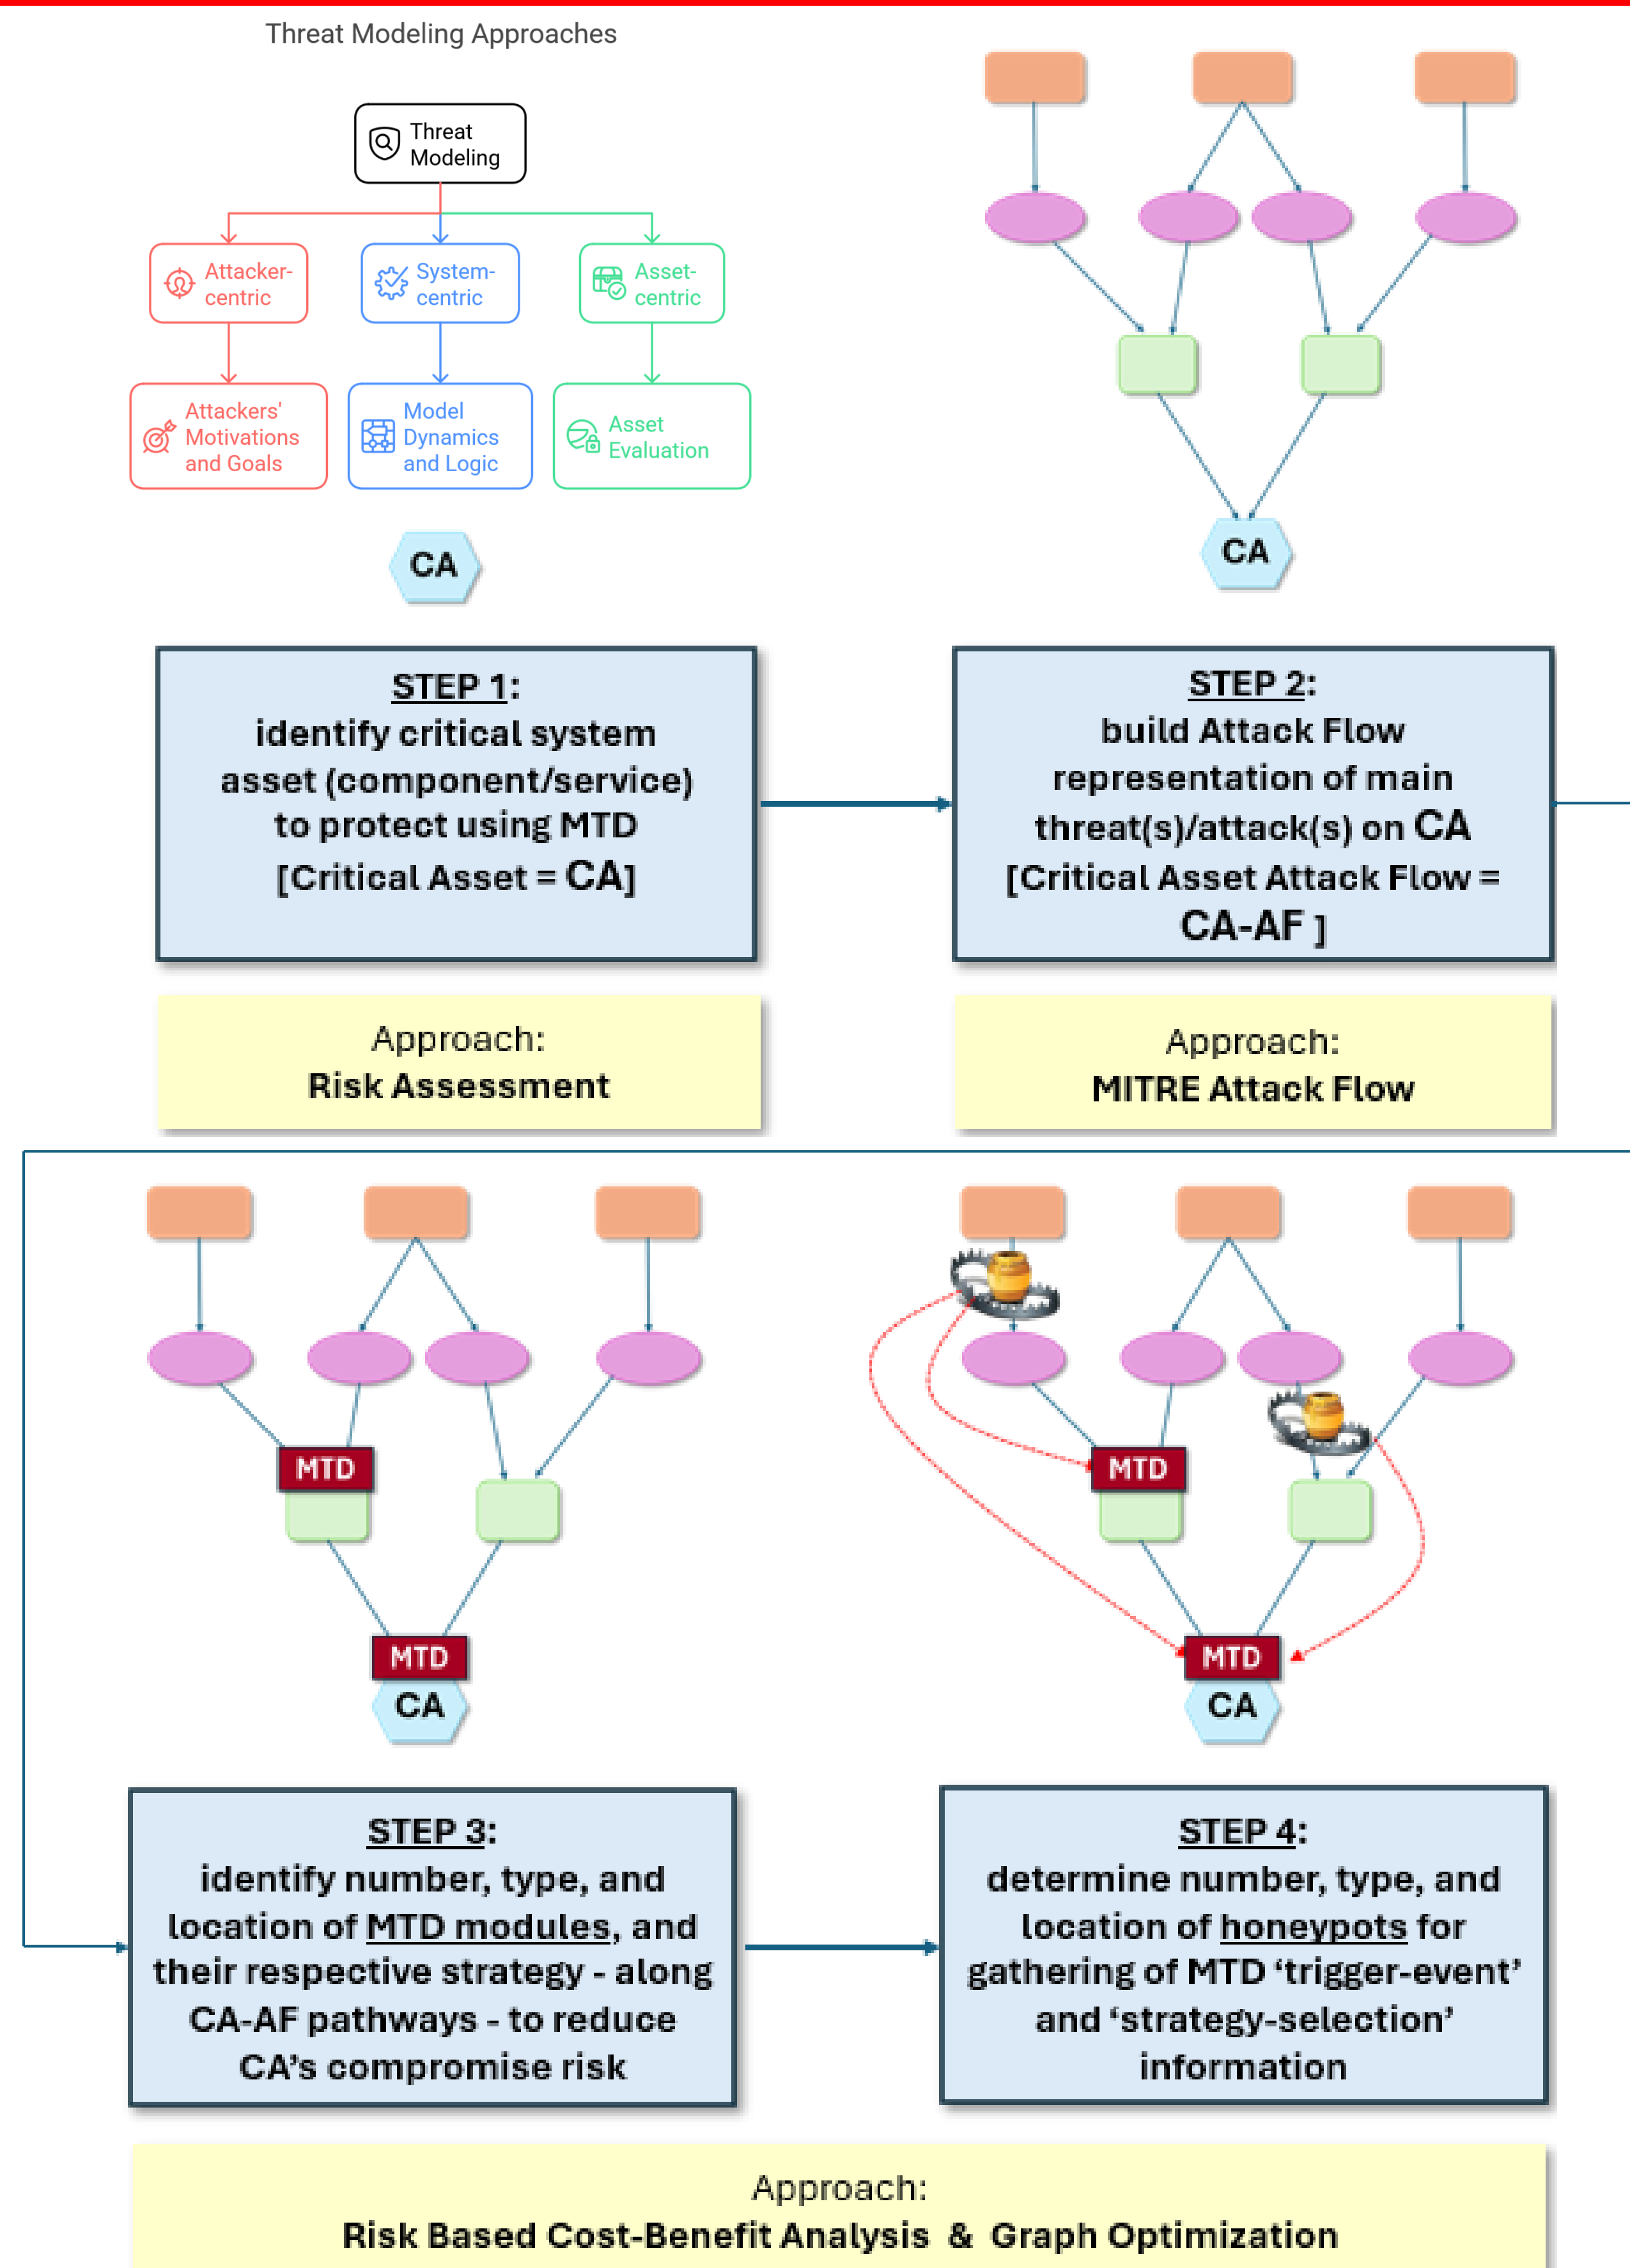 Threat Modeling Approaches
Threat
Modeling
Attacker-
centric
System-
centric
Asset-
centric
Attackers'
Motivations
and Goals
Model
Dynamics
and Logic
Asset
Evaluation
CA
CA
STEP 1:
identify critical system
asset (component/service)
to protect using MTD
[Critical Asset = CA]
STEP 2:
build Attack Flow
representation of main
threat(s)/attack(s) on CA
[Critical Asset Attack Flow =
CA-AF ]
Approach:
Risk Assessment
Approach:
MITRE Attack Flow
MTD
MTD
CA
MTD
MTD
CA
STEP 3:
identify number, type, and
location of MTD modules, and
their respective strategy - along
CA-AF pathways - to reduce
CA’s compromise risk
STEP 4:
determine number, type, and
location of honeypots for
gathering of MTD ‘trigger-event’
and ‘strategy-selection’
information
Approach:
Risk Based Cost-Benefit Analysis & Graph Optimization